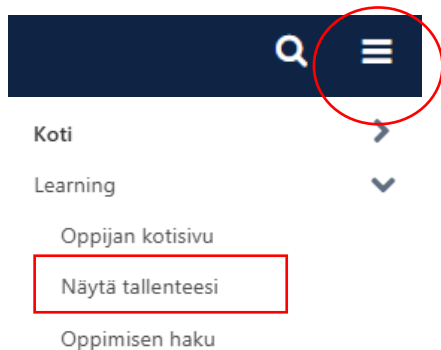 Koti
Learning
Oppijan kotisivu
Näytä tallenteesi
Oppimisen haku